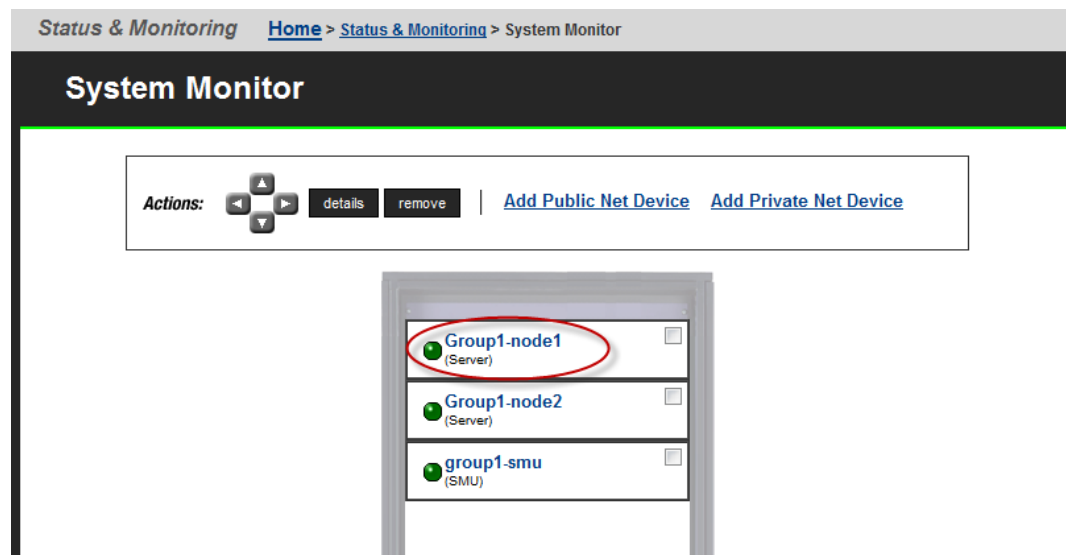 Status & Monitoring Home > Status & Monitoring > System Monitor
System Monitor
Actions: details remove | Add Public Net Device Add Private Net Device
Group1-node1
(Server)
Group1-node2
(Server)
group1-smu
(SMU)